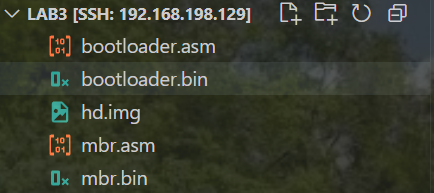 LAB3 [SSH: 192.168.198.129]
bootloader.asm
bootloader.bin
hd.img
mbr.asm
mbr.bin